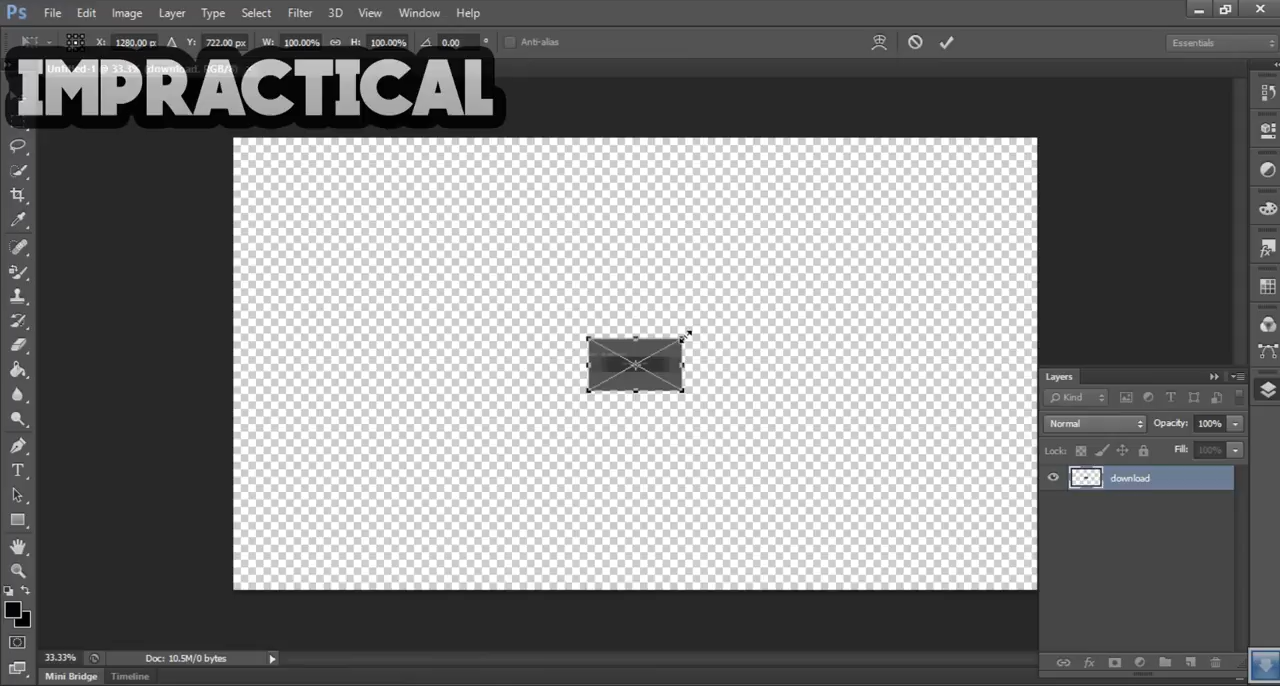 Ps File Edit Image Layer Type Select Filter 3D View Window Help
X: 1280.00 p Y: 722.00 px W: 100.00% H: 100.00% 0.00 ° Anti-alias Essentials
IMPRACTICAL
Layers
Kind
Normal Opacity: 100%
Lock: Fill: 100%
download
33.33% Doc: 10.5M/0 bytes
Mini Bridge Timeline